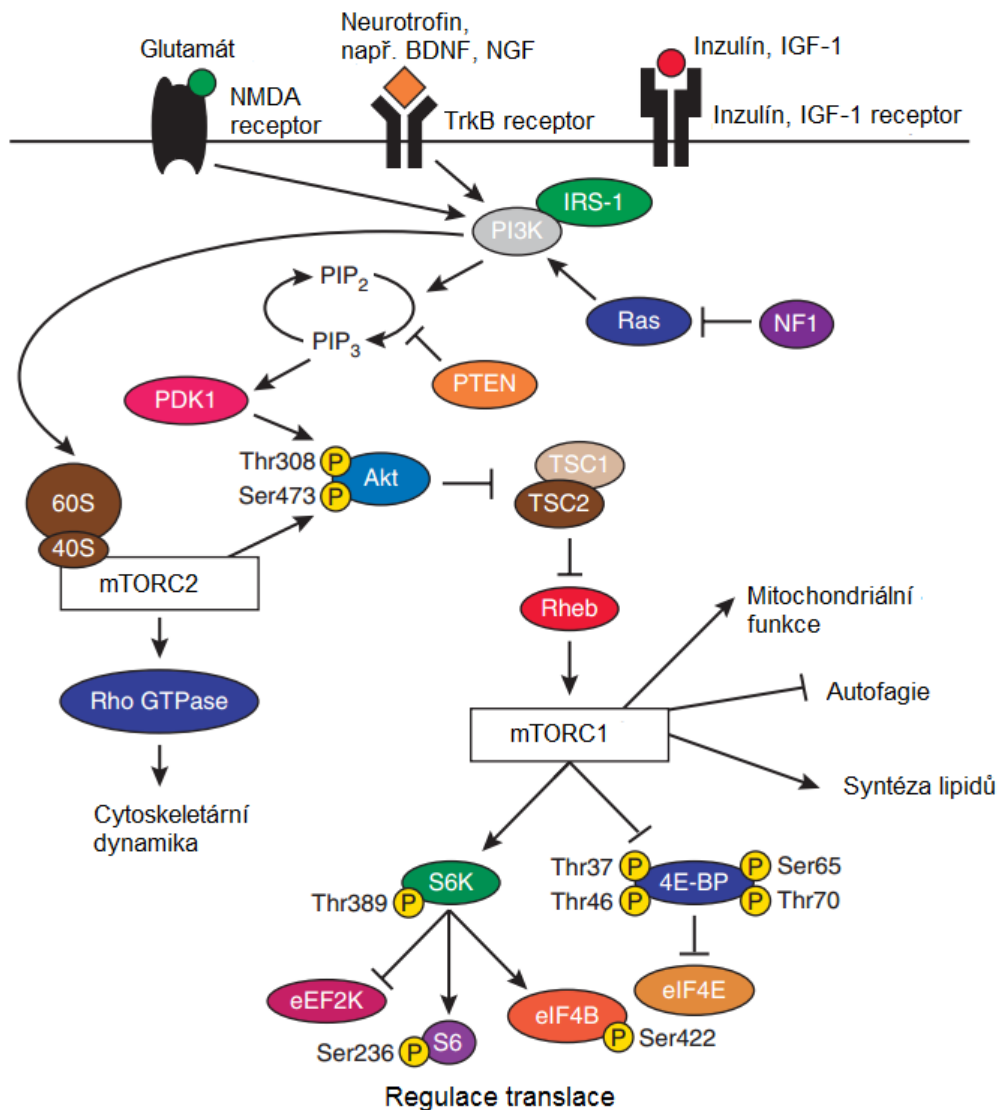 Glutamát
Neurotrofin,
např. BDNF, NGF
Inzulín, IGF-1
NMDA
receptor
TrkB receptor
Inzulín, IGF-1 receptor
IRS-1
PI3K
PIP2
Ras
NF1
PIP3
PTEN
PDK1
Thr308 P
Akt
Ser473 P
TSC1
TSC2
60S
40S
mTORC2
Rheb
Mitochondriální
funkce
Rho GTPase
Autofagie
mTORC1
Syntéza lipidů
Cytoskeletární
dynamika
Thr37 P
P Ser65
S6K
4E-BP
Thr389 P
Thr46 P
P Thr70
eEF2K
eIF4B
eIF4E
Ser236 P
S6
P Ser422
Regulace translace